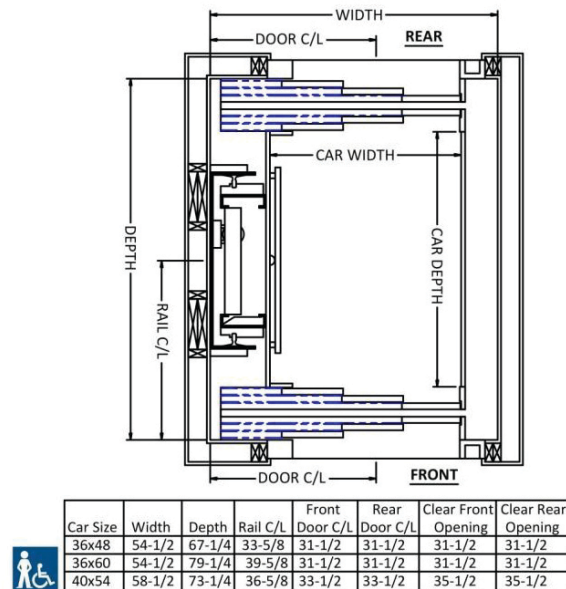 WIDTH
DOOR C/L
REAR
CAR WIDTH
DEPTH
RAIL C/L
CAR DEPTH
DOOR C/L
FRONT
Car Size Width Depth Rail C/L Front Door C/L Rear Door C/L Clear Front Opening Clear Rear Opening
36x48 54-1/2 67-1/4 33-5/8 31-1/2 31-1/2 31-1/2 31-1/2
36x60 54-1/2 79-1/4 39-5/8 31-1/2 31-1/2 31-1/2 31-1/2
40x54 58-1/2 73-1/4 36-5/8 33-1/2 33-1/2 35-1/2 35-1/2